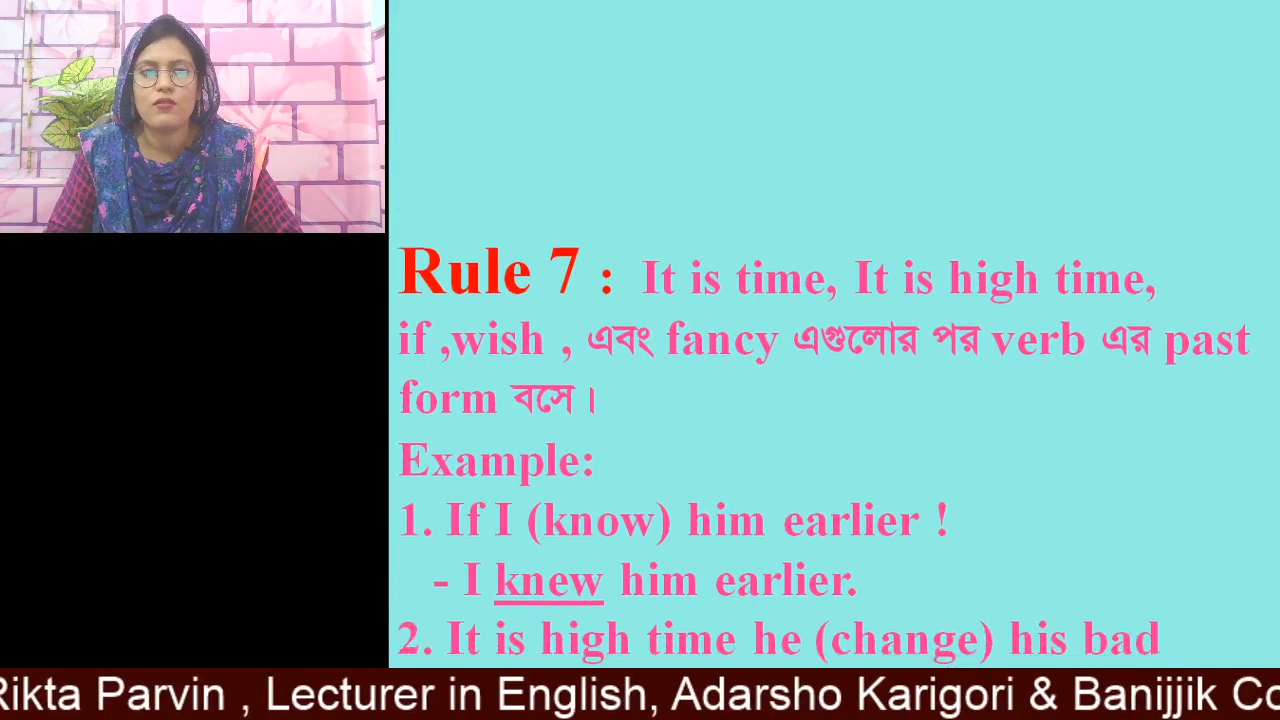 Rule 7 : It is time, It is high time,
if ,wish , এবং fancy এগুলোর পর verb এর past
form বসে।
Example:
1. If I (know) him earlier !
- I knew him earlier.
2. It is high time he (change) his bad
Rikta Parvin , Lecturer in English, Adarsho Karigori & Banijjik Co